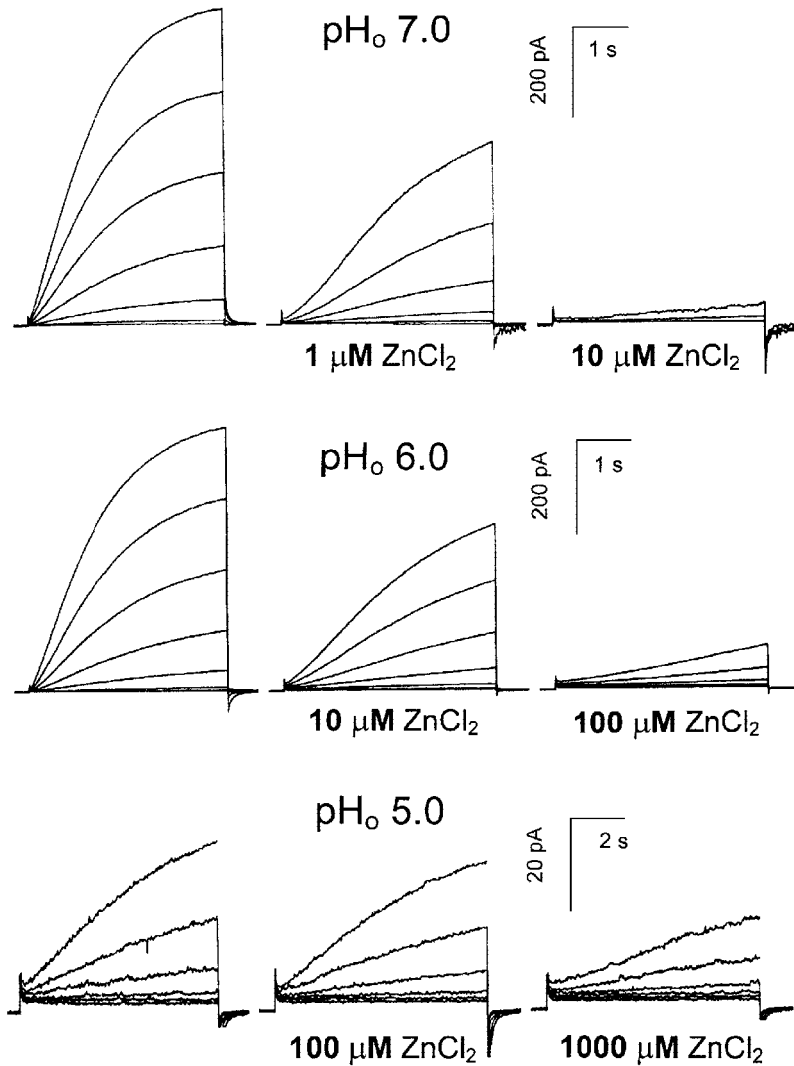 pHₒ 7.0
200 pA
1 s
1 μM ZnCl₂
10 μM ZnCl₂
pHₒ 6.0
200 pA
1 s
10 μM ZnCl₂
100 μM ZnCl₂
pHₒ 5.0
20 pA
2 s
100 μM ZnCl₂
1000 μM ZnCl₂